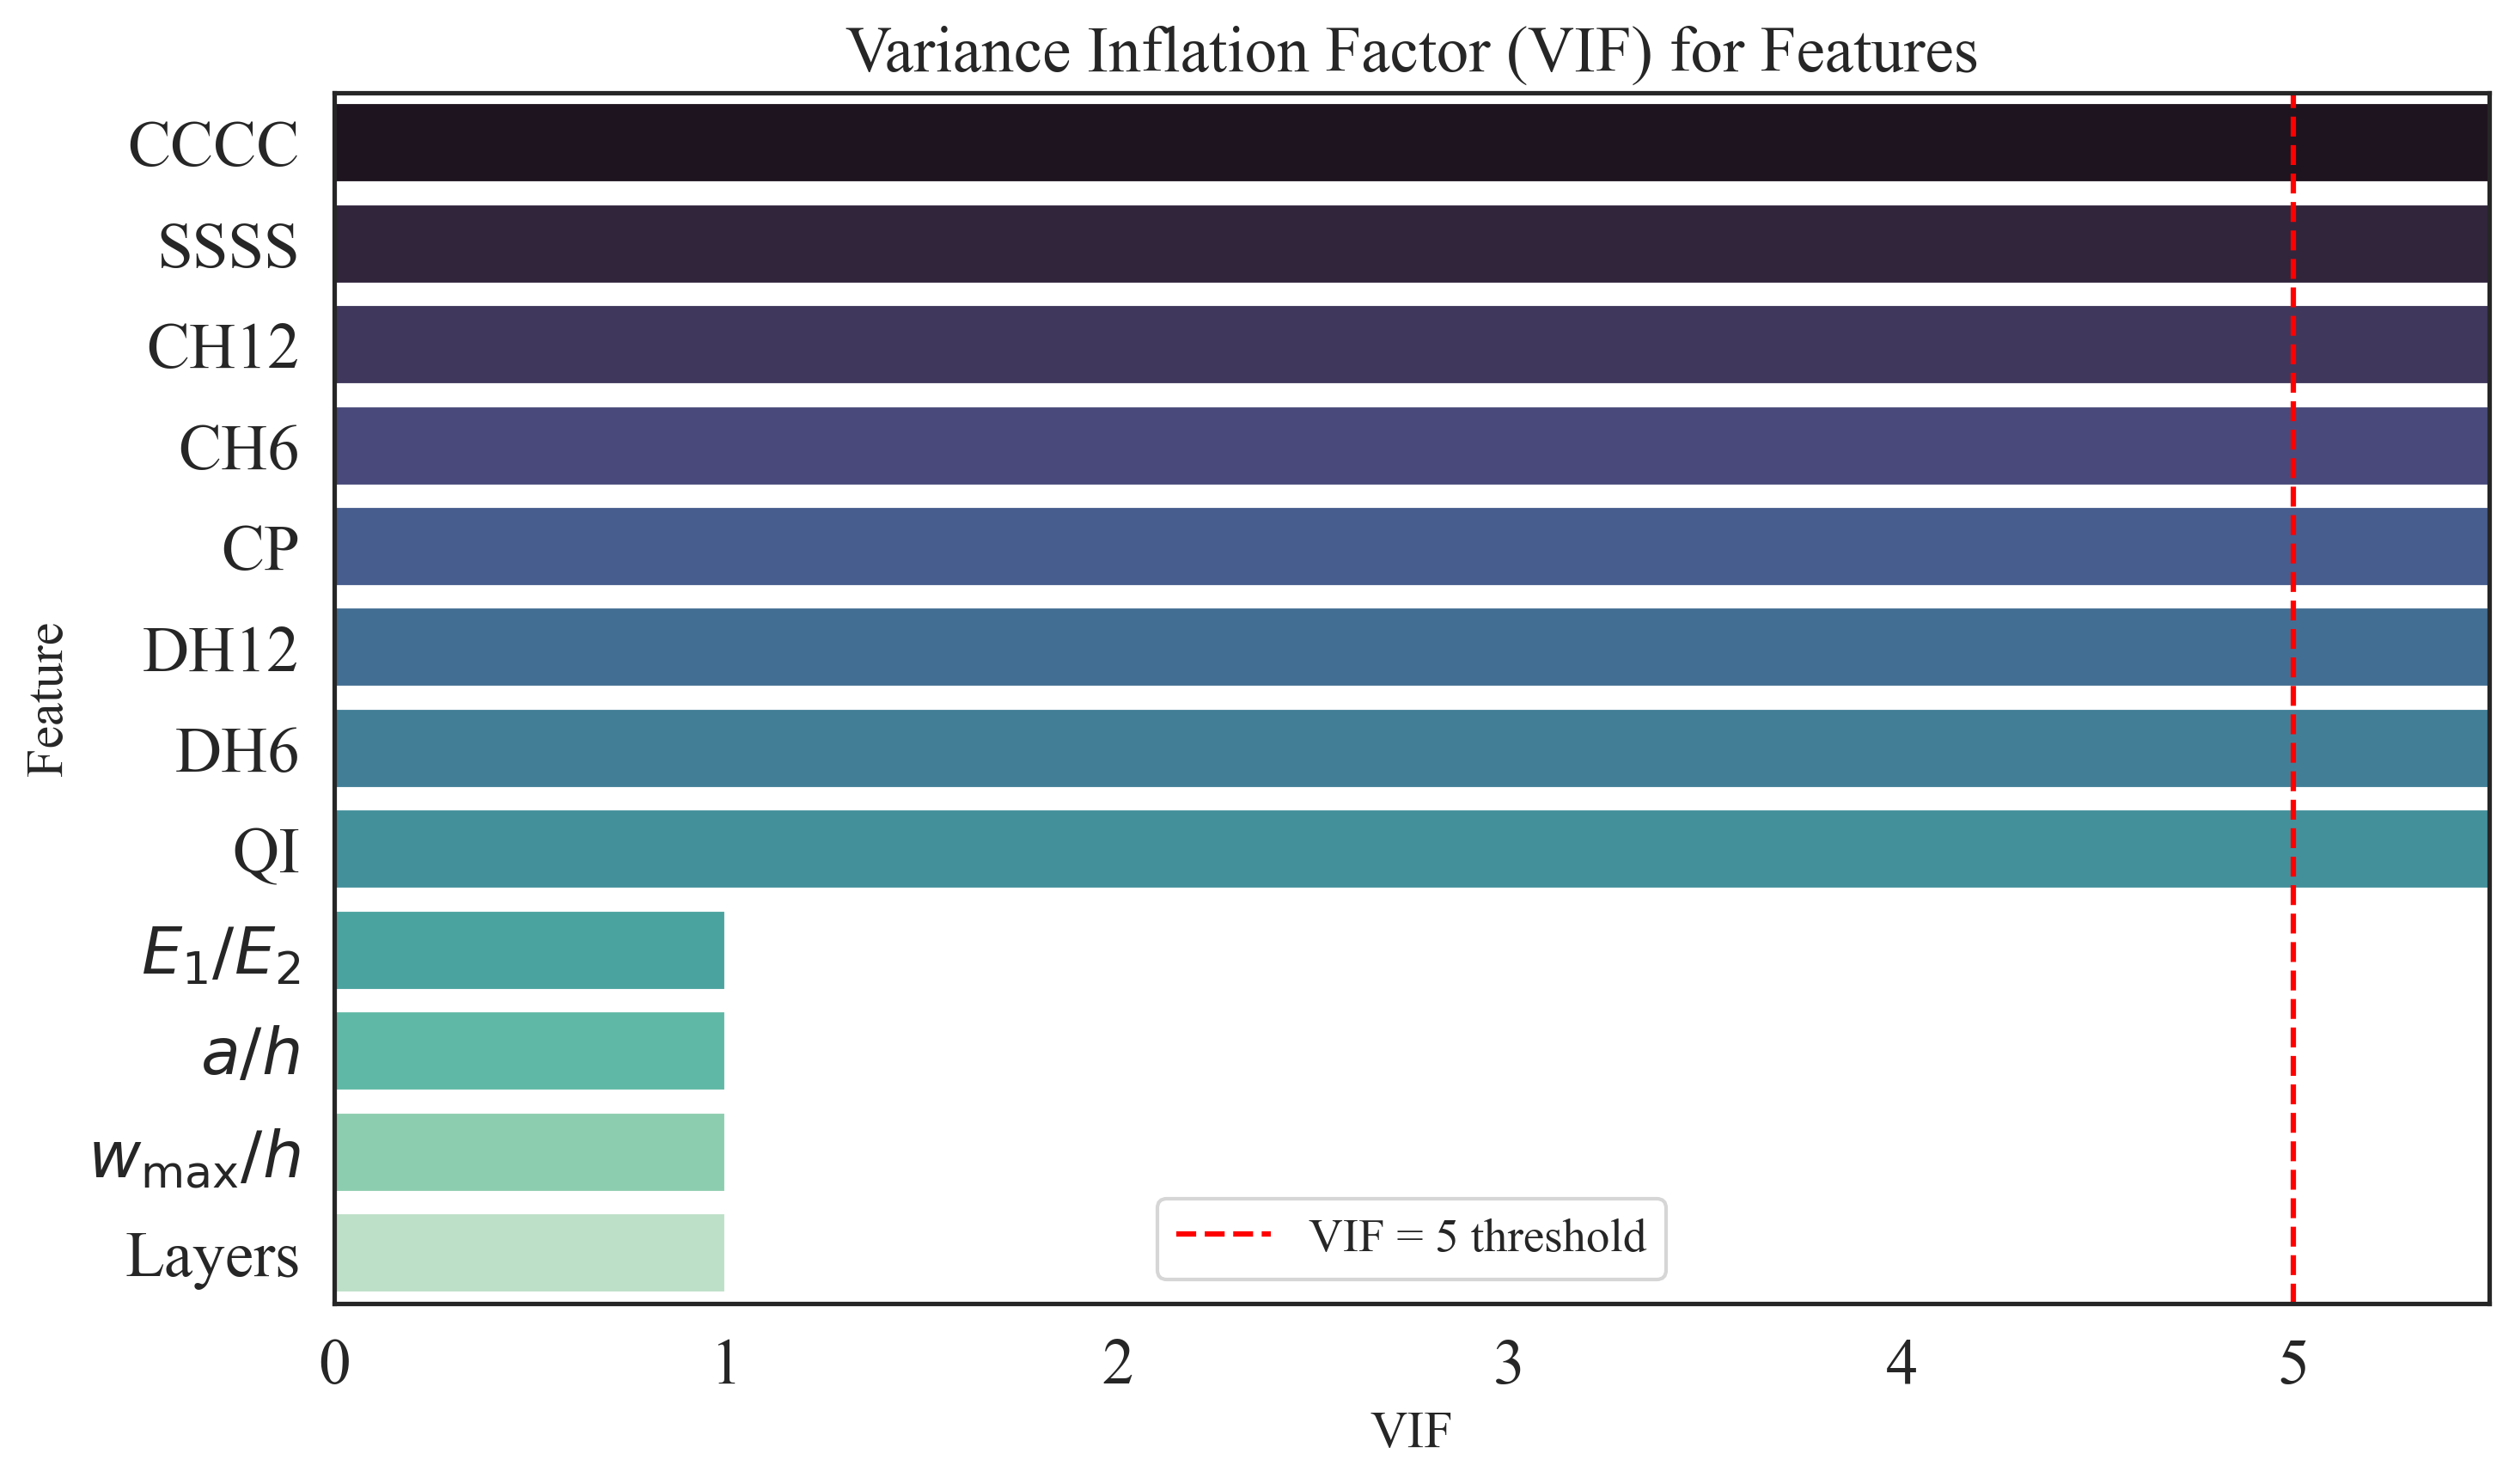 Variance Inflation Factor (VIF) for Features
CCCC
SSSS
CH12
CH6
CP
DH12
DH6
QI
E₁/E₂
a/h
w_max/h
Layers
Feature
VIF = 5 threshold
0 1 2 3 4 5
VIF